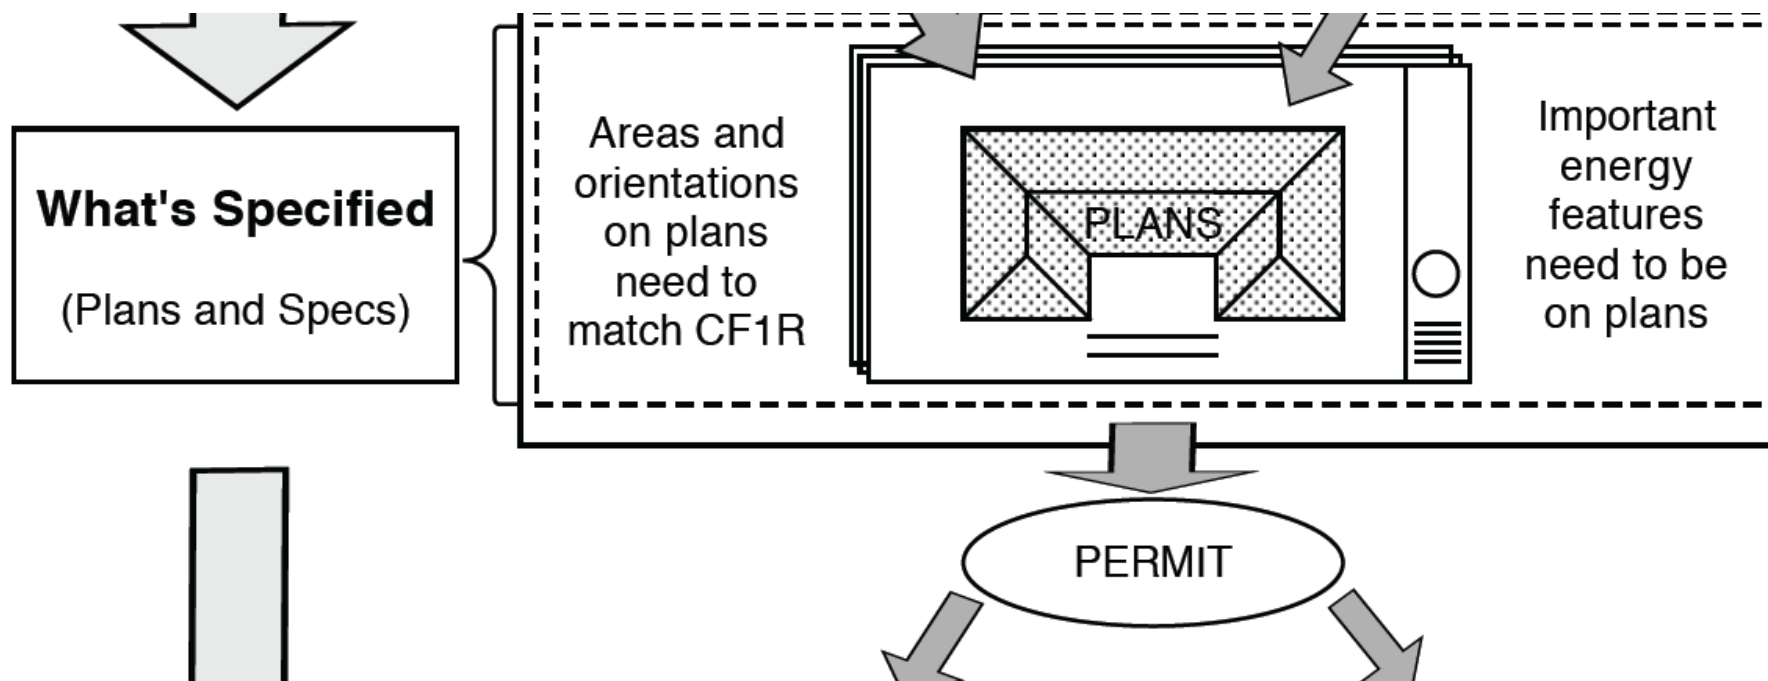 What's Specified
(Plans and Specs)
Areas and
orientations
on plans
need to
match CF1R
PLANS
Important
energy
features
need to be
on plans
PERMIT